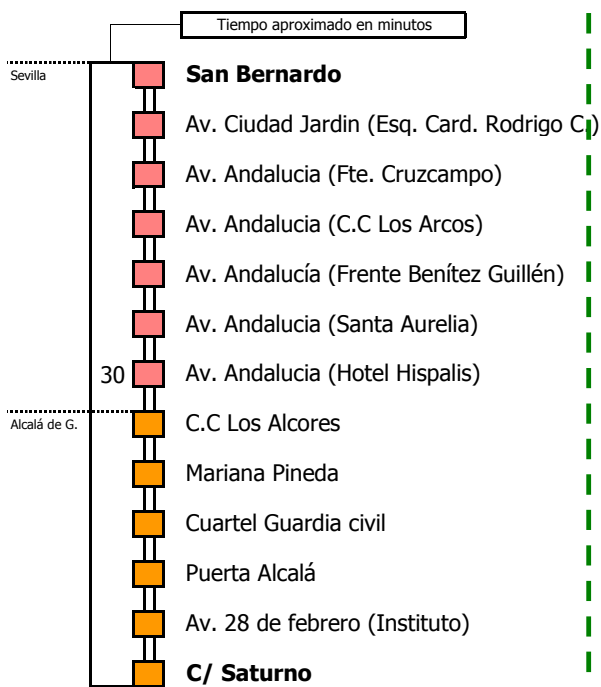 Tiempo aproximado en minutos
Sevilla
San Bernardo
Av. Ciudad Jardin (Esq. Card. Rodrigo C.)
Av. Andalucia (Fte. Cruzcampo)
Av. Andalucia (C.C Los Arcos)
Av. Andalucía (Frente Benítez Guillén)
Av. Andalucia (Santa Aurelia)
30
Av. Andalucia (Hotel Hispalis)
Alcalá de G.
C.C Los Alcores
Mariana Pineda
Cuartel Guardia civil
Puerta Alcalá
Av. 28 de febrero (Instituto)
C/ Saturno